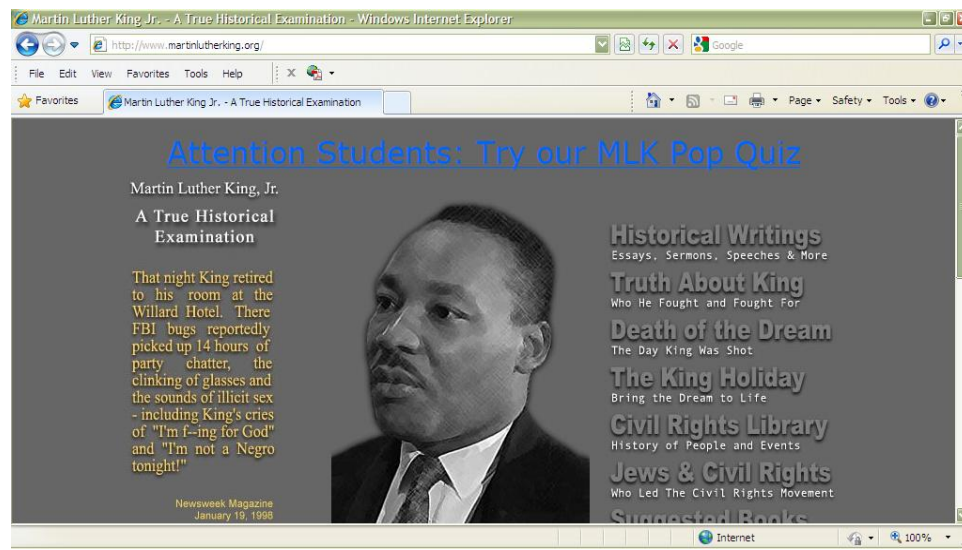 Martin Luther King Jr. - A True Historical Examination - Windows Internet Explorer
http://www.martinlutherking.org/
Google
File Edit View Favorites Tools Help
X
Favorites
Martin Luther King Jr. - A True Historical Examination
Page Safety Tools
Attention Students: Try our MLK Pop Quiz
Martin Luther King, Jr.
A True Historical
Examination
That night King retired
to his room at the
Willard Hotel. There
FBI bugs reportedly
picked up 14 hours of
party chatter, the
clinking of glasses and
the sounds of illicit sex
- including King's cries
of "I'm f--ing for God"
and "I'm not a Negro
tonight!"
Newsweek Magazine
January 19, 1998
Historical Writings
Essays, Sermons, Speeches & More
Truth About King
Who He Fought and Fought For
Death of the Dream
The Day King Was Shot
The King Holiday
Bring the Dream to Life
Civil Rights Library
History of People and Events
Jews & Civil Rights
Who Led The Civil Rights Movement
Suggested Books
Internet
100%